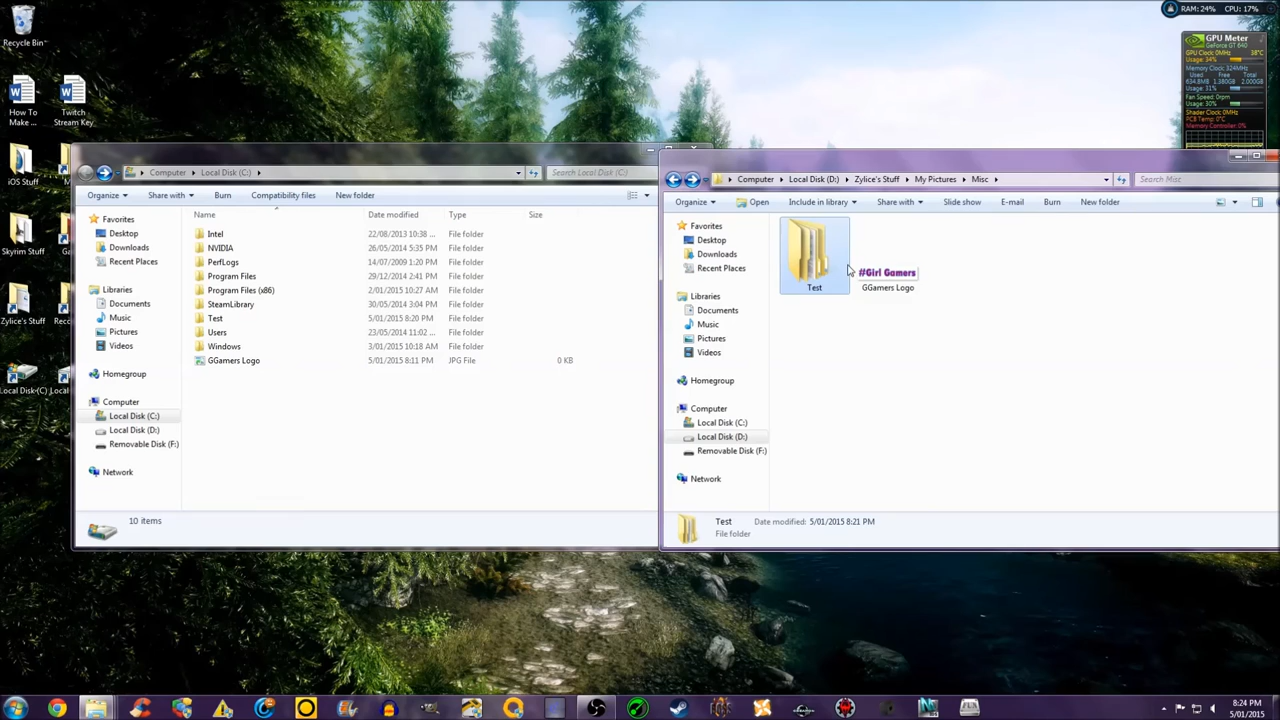 Recycle Bin
How To Make ...
Twitch Stream Key
iOS Stuff
Skyrim Stuff
Zylice's Stuff
Local Disk (C)
RAM: 24% CPU: 17%
GPU Meter
GeForce GT 640
GPU Clock: 0MHz 38°C
Usage: 34%
Memory Clock: 324MHz
Used Free Total
634.8MB 1.380GB 2.000GB
Usage: 31%
Fan Speed: 0rpm
Usage: 30%
Shader Clock: 0MHz
PCB Temp: 0°C
Memory Controller: 0%
Computer Local Disk (C:)
Search Local Disk (C:)
Organize Share with Burn Compatibility files New folder
Name Date modified Type Size
Favorites
Desktop
Downloads
Recent Places
Libraries
Documents
Music
Pictures
Videos
Homegroup
Computer
Local Disk (C:)
Local Disk (D:)
Removable Disk (F:)
Network
Intel 22/08/2013 10:38 ... File folder
NVIDIA 26/05/2014 5:35 PM File folder
PerfLogs 14/07/2009 1:20 PM File folder
Program Files 29/12/2014 2:41 PM File folder
Program Files (x86) 2/01/2015 10:27 AM File folder
SteamLibrary 30/05/2014 3:04 PM File folder
Test 5/01/2015 8:20 PM File folder
Users 23/05/2014 11:02 ... File folder
Windows 3/01/2015 10:18 AM File folder
GGamers Logo 5/01/2015 8:11 PM JPG File 0 KB
10 items
Computer Local Disk (D:) Zylice's Stuff My Pictures Misc
Search Misc
Organize Open Include in library Share with Slide show E-mail Burn New folder
Favorites
Desktop
Downloads
Recent Places
Libraries
Documents
Music
Pictures
Videos
Homegroup
Computer
Local Disk (C:)
Local Disk (D:)
Removable Disk (F:)
Network
Test
#Girl Gamers
GGamers Logo
Test Date modified: 5/01/2015 8:21 PM
File folder
8:24 PM
5/01/2015